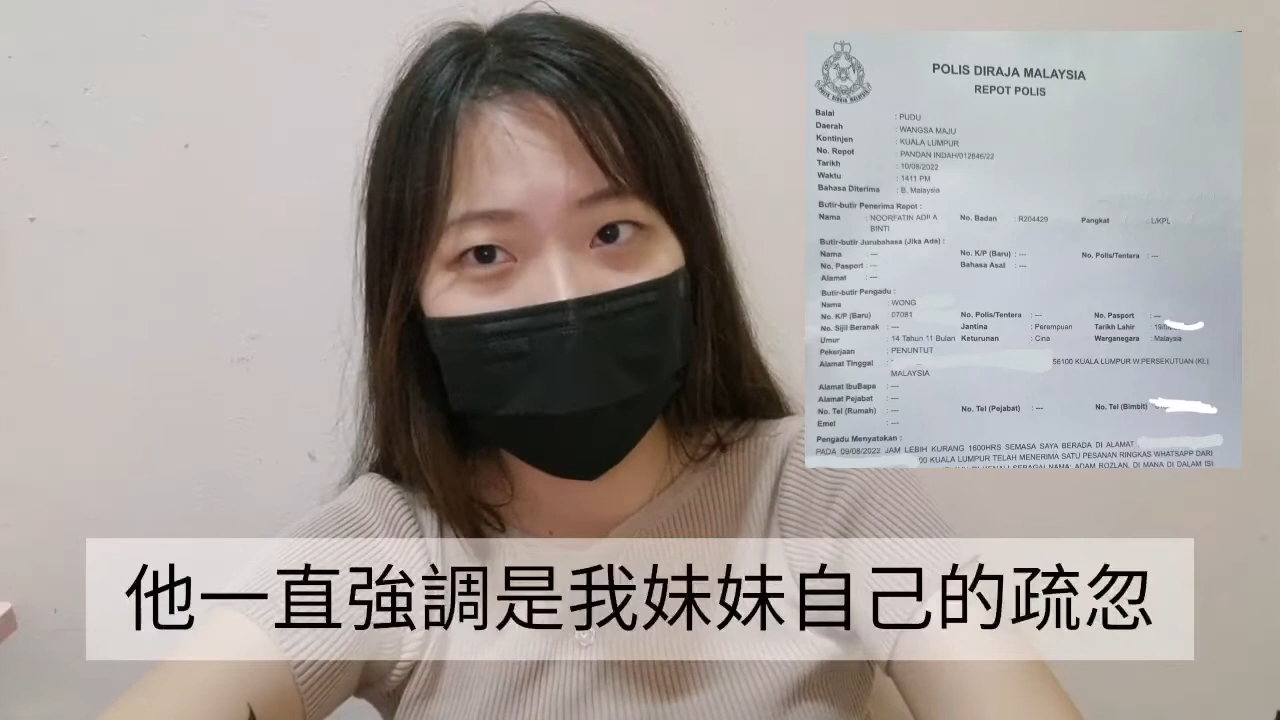 POLIS DIRAJA MALAYSIA
REPOT POLIS
Balai : PUDU
Daerah : WANGSA MAJU
Kontinjen : KUALA LUMPUR
No. Repot : PANDAN INDAH/012846/22
Tarikh : 10/08/2022
Waktu : 1411 PM
Bahasa Diterima : B. Malaysia
Butir-butir Penerima Repot :
Nama : NOORFATIN No. Badan : R204429 Pangkat : L/KPL
BINTI
Butir-butir Jurubahasa (Jika Ada) :
Nama : --- No. K/P (Baru) : --- No. Polis/Tentera : ---
No. Pasport : --- Bahasa Asal : ---
Alamat : ---
Butir-butir Pengadu :
Nama : WONG
No. K/P (Baru) : 07081 No. Polis/Tentera : --- No. Pasport : ---
No. Sijil Beranak : --- Jantina : Perempuan Tarikh Lahir : 19/
Umur : 14 Tahun 11 Bulan Keturunan : Cina Warganegara : Malaysia
Pekerjaan : PENUNTUT
Alamat Tinggal : 56100 KUALA LUMPUR W.PERSEKUTUAN (KL)
MALAYSIA
Alamat IbuBapa : ---
Alamat Pejabat : ---
No. Tel (Rumah) : --- No. Tel (Pejabat) : --- No. Tel (Bimbit)
Emel : ---
Pengadu Menyatakan :
PADA 09/08/2022 JAM LEBIH KURANG 1600HRS SEMASA SAYA BERADA DI ALAMAT
00 KUALA LUMPUR TELAH MENERIMA SATU PESANAN RINGKAS WHATSAPP DARI
SEBAGAI NAMA: ADAM ROZLAN, DI MANA DI DALAM ISI
他一直強調是我妹妹自己的疏忽